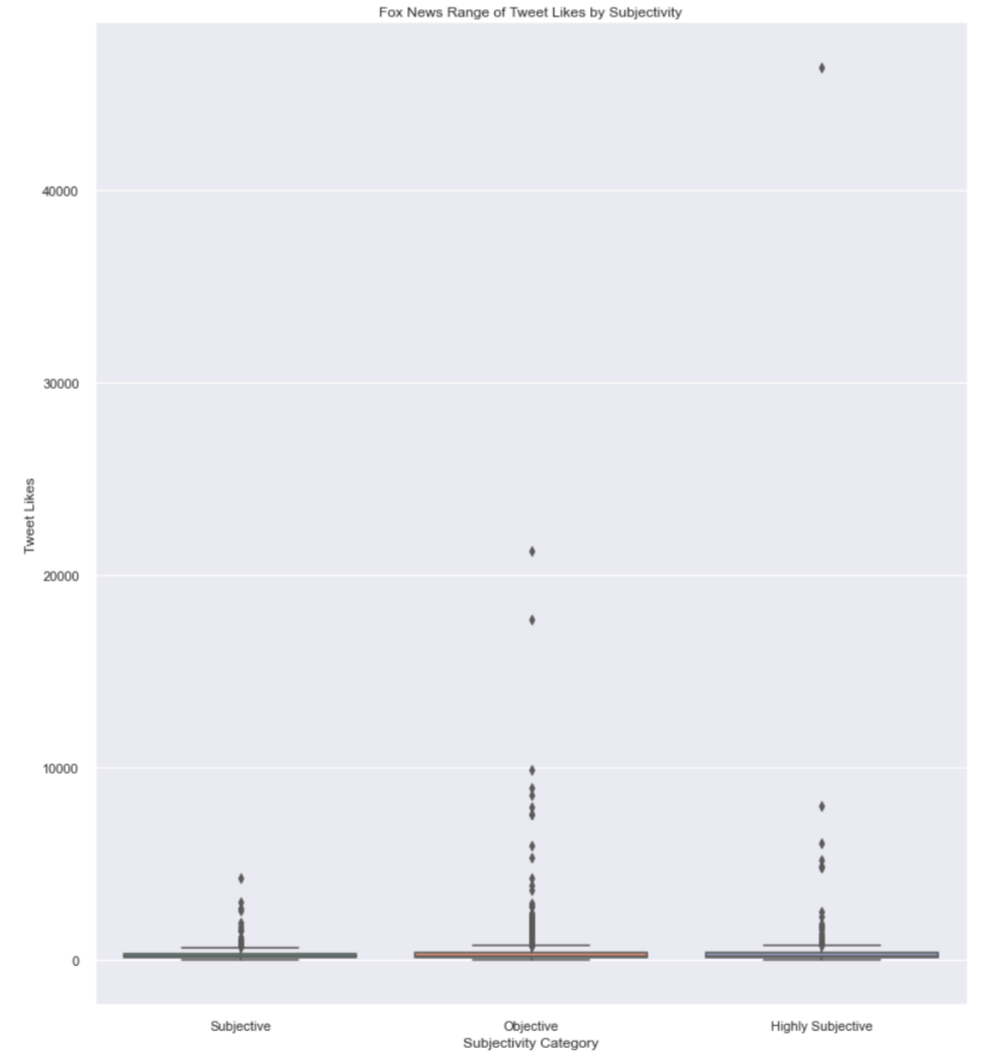 Fox News Range of Tweet Likes by Subjectivity
40000
30000
Tweet Likes
20000
10000
0
Subjective
Objective
Highly Subjective
Subjectivity Category